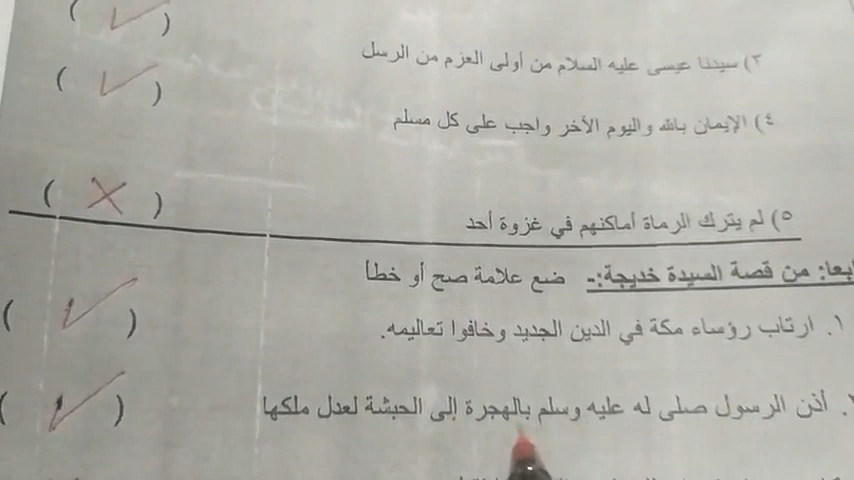 ( ✓ )
٣) سيدنا عيسى عليه السلام من أولى العزم من الرسل ( ✓ )
٤) الإيمان بالله واليوم الآخر واجب على كل مسلم
٥) لم يترك الرماة أماكنهم في غزوة أحد ( ✗ )
ابعا: من قصة السيدة خديجة:- ضع علامة صح أو خطأ
١. ارتاب رؤساء مكة في الدين الجديد وخافوا تعاليمه. ( ✓ )
. أذن الرسول صلى له عليه وسلم بالهجرة إلى الحبشة لعدل ملكها ( ✓ )